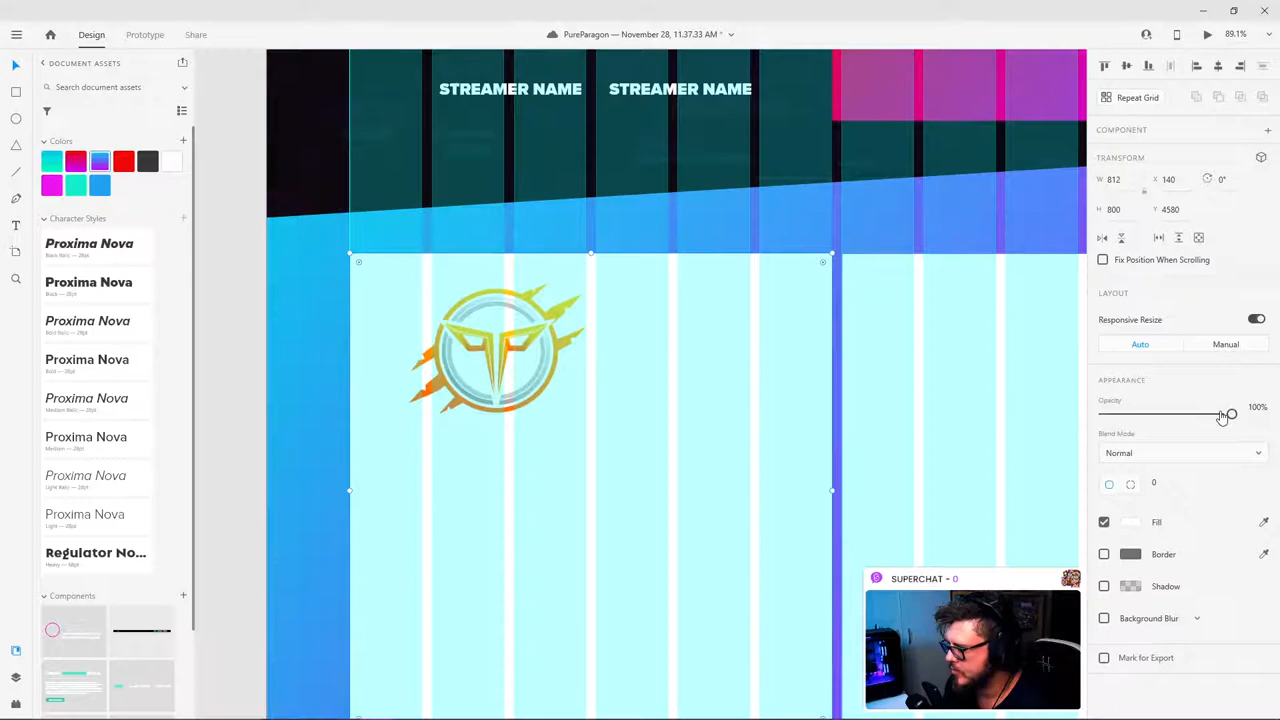 Design
Prototype
Share
PureParagon — November 28, 11.37.33 AM *
89.1%
DOCUMENT ASSETS
Search document assets
Colors
Character Styles
Proxima Nova
Black Italic — 28pt
Proxima Nova
Black — 28pt
Proxima Nova
Bold Italic — 28pt
Proxima Nova
Bold — 28pt
Proxima Nova
Medium Italic — 28pt
Proxima Nova
Medium — 28pt
Proxima Nova
Light Italic — 28pt
Proxima Nova
Light — 28pt
Regulator No...
Heavy — 68pt
Components
STREAMER NAME
STREAMER NAME
Repeat Grid
COMPONENT
TRANSFORM
W 812 X 140 0°
H 800 Y 4580
Fix Position When Scrolling
LAYOUT
Responsive Resize
Auto
Manual
APPEARANCE
Opacity
100%
Blend Mode
Normal
0
Fill
Border
Shadow
Background Blur
Mark for Export
SUPERCHAT - 0